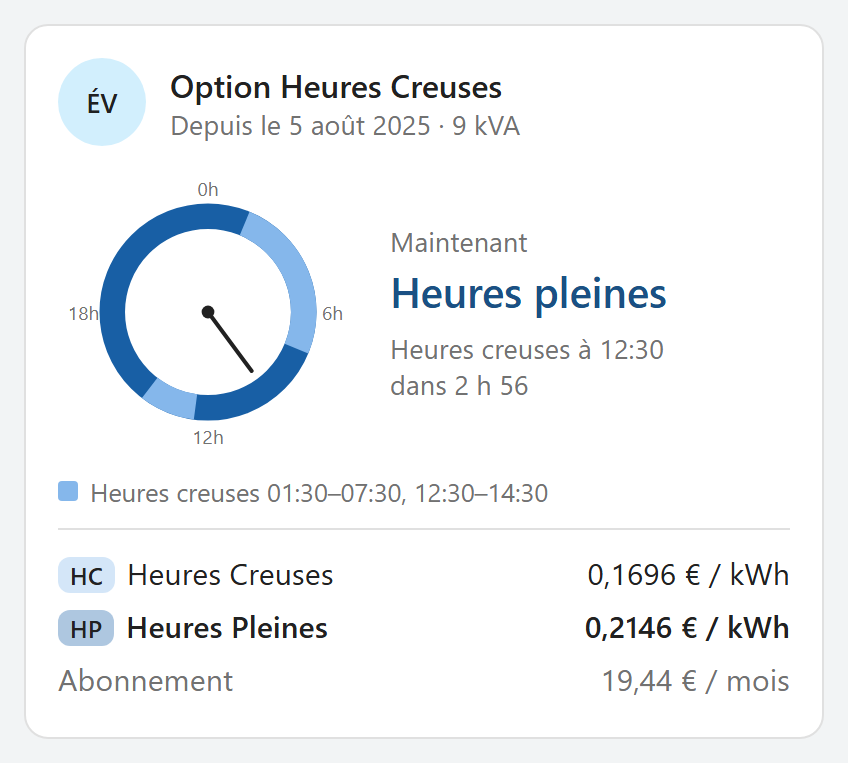 ÉV
Option Heures Creuses
Depuis le 5 août 2025 · 9 kVA
0h
18h
6h
12h
Maintenant
Heures pleines
Heures creuses à 12:30
dans 2 h 56
Heures creuses 01:30–07:30, 12:30–14:30
HC Heures Creuses 0,1696 € / kWh
HP Heures Pleines 0,2146 € / kWh
Abonnement 19,44 € / mois